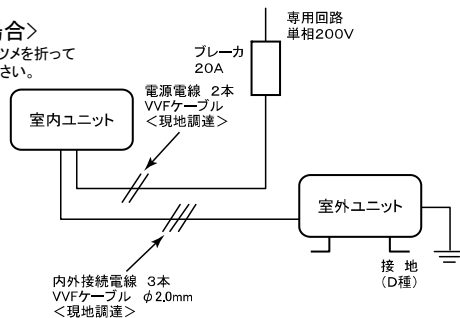 場合>
ツメを折って
さい。
専用回路
単相200V
ブレーカ
20A
電源電線 2本
VVFケーブル
<現地調達>
室内ユニット
室外ユニット
接 地
(D種)
内外接続電線 3本
VVFケーブル φ2.0mm
<現地調達>